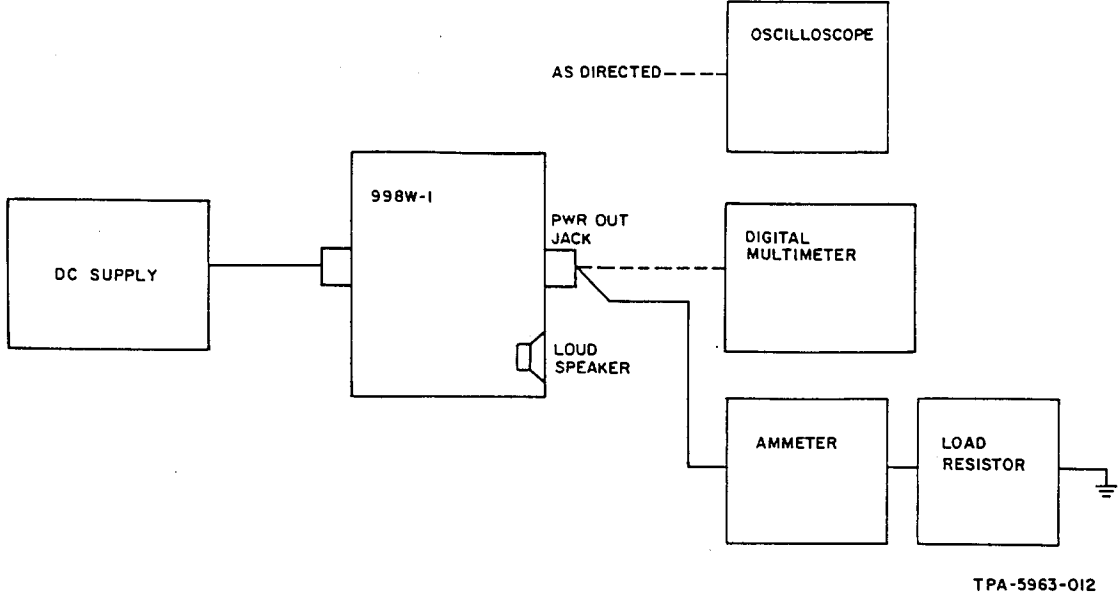 OSCILLOSCOPE
AS DIRECTED
998W-1
PWR OUT
JACK
DIGITAL
MULTIMETER
DC SUPPLY
LOUD
SPEAKER
AMMETER
LOAD
RESISTOR
TPA-5963-012